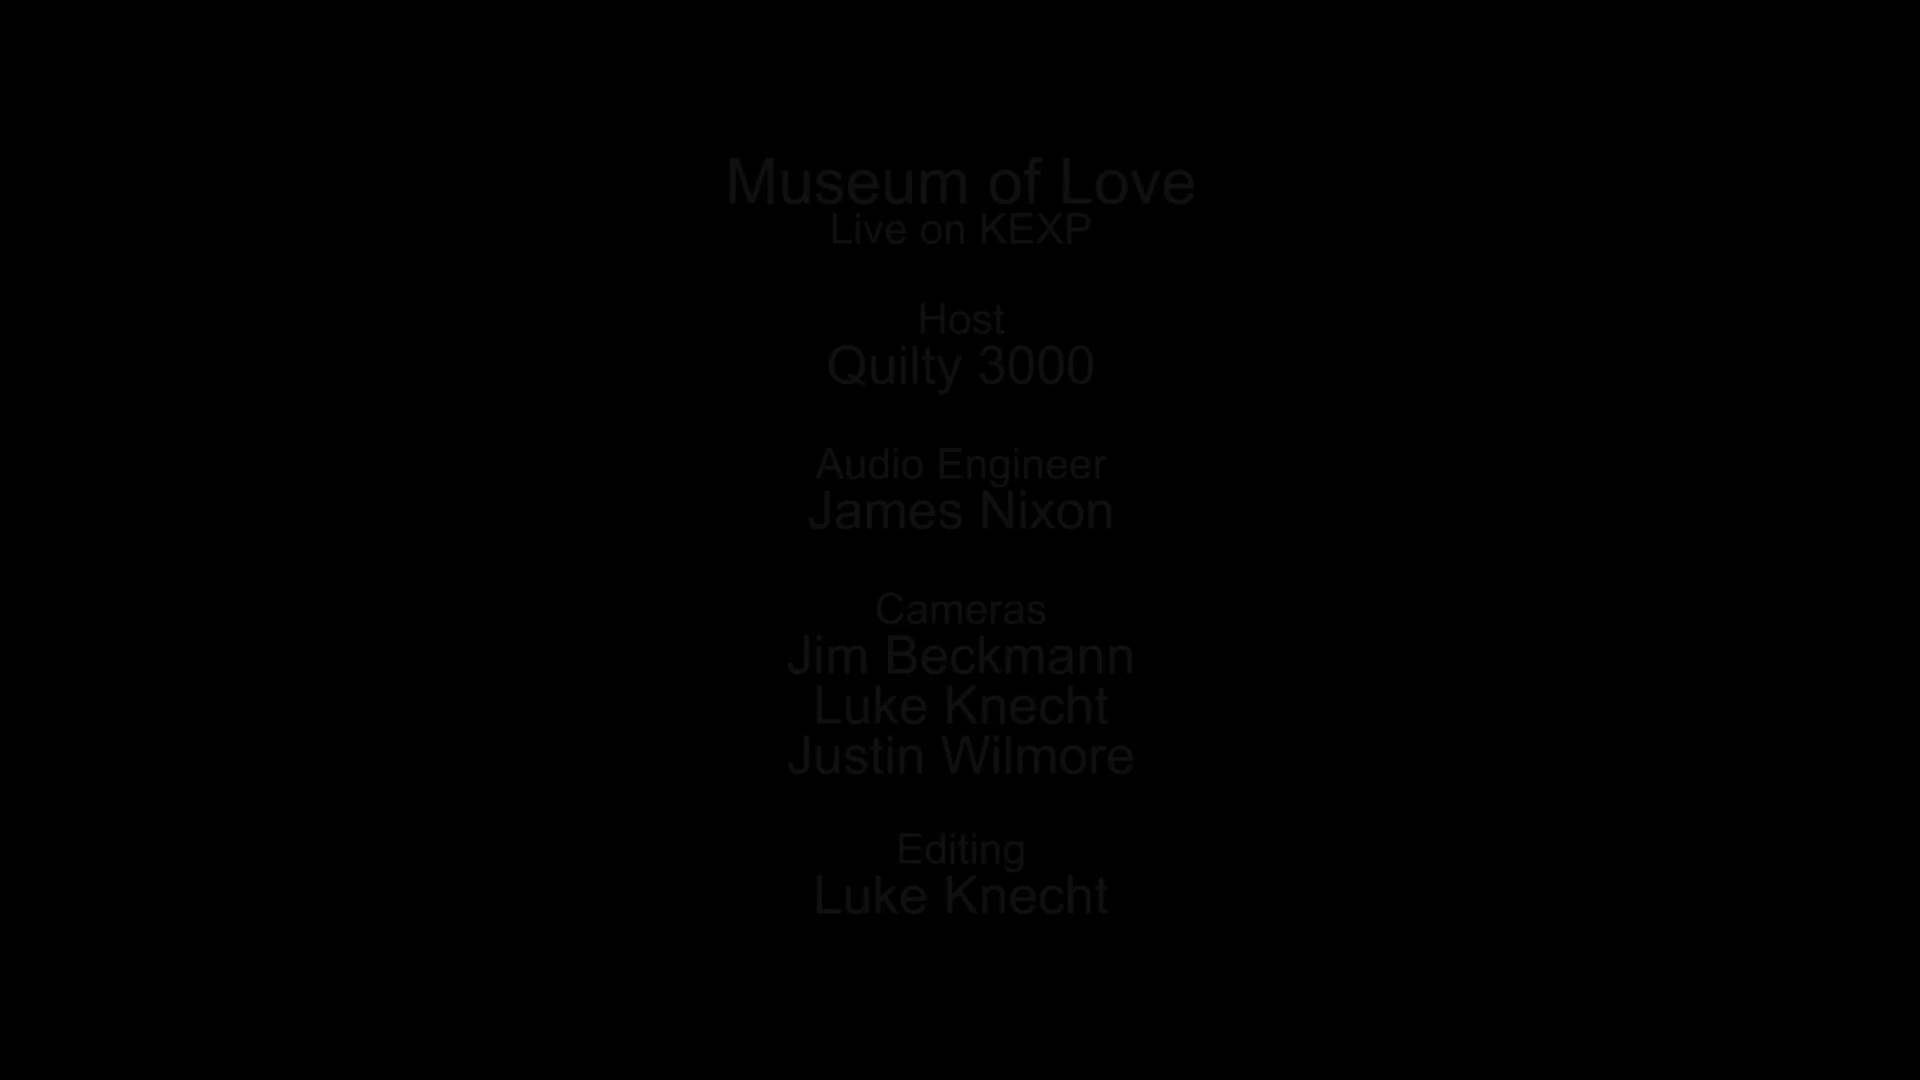 Museum of Love
Live on KEXP
Host
Quilty 3000
Audio Engineer
James Nixon
Cameras
Jim Beckmann
Luke Knecht
Justin Wilmore
Editing
Luke Knecht